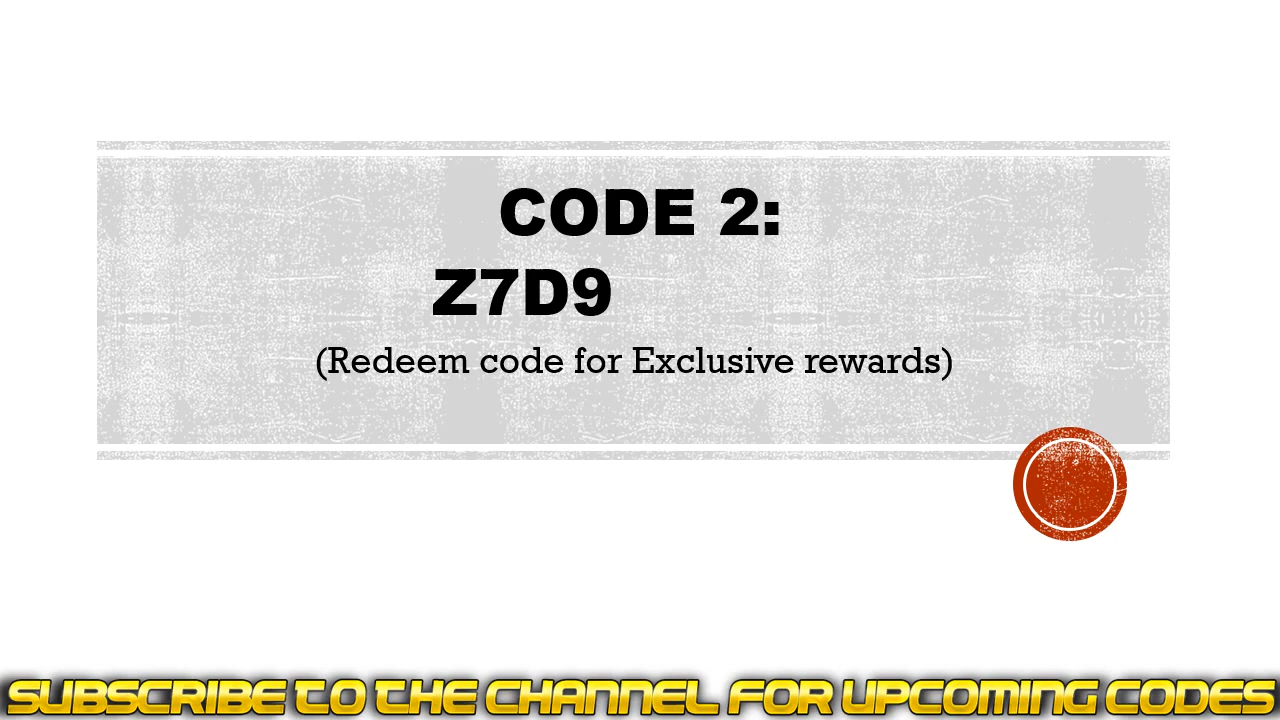 CODE 2:
Z7D9
(Redeem code for Exclusive rewards)
SUBSCRIBE TO THE CHANNEL FOR UPCOMING CODES